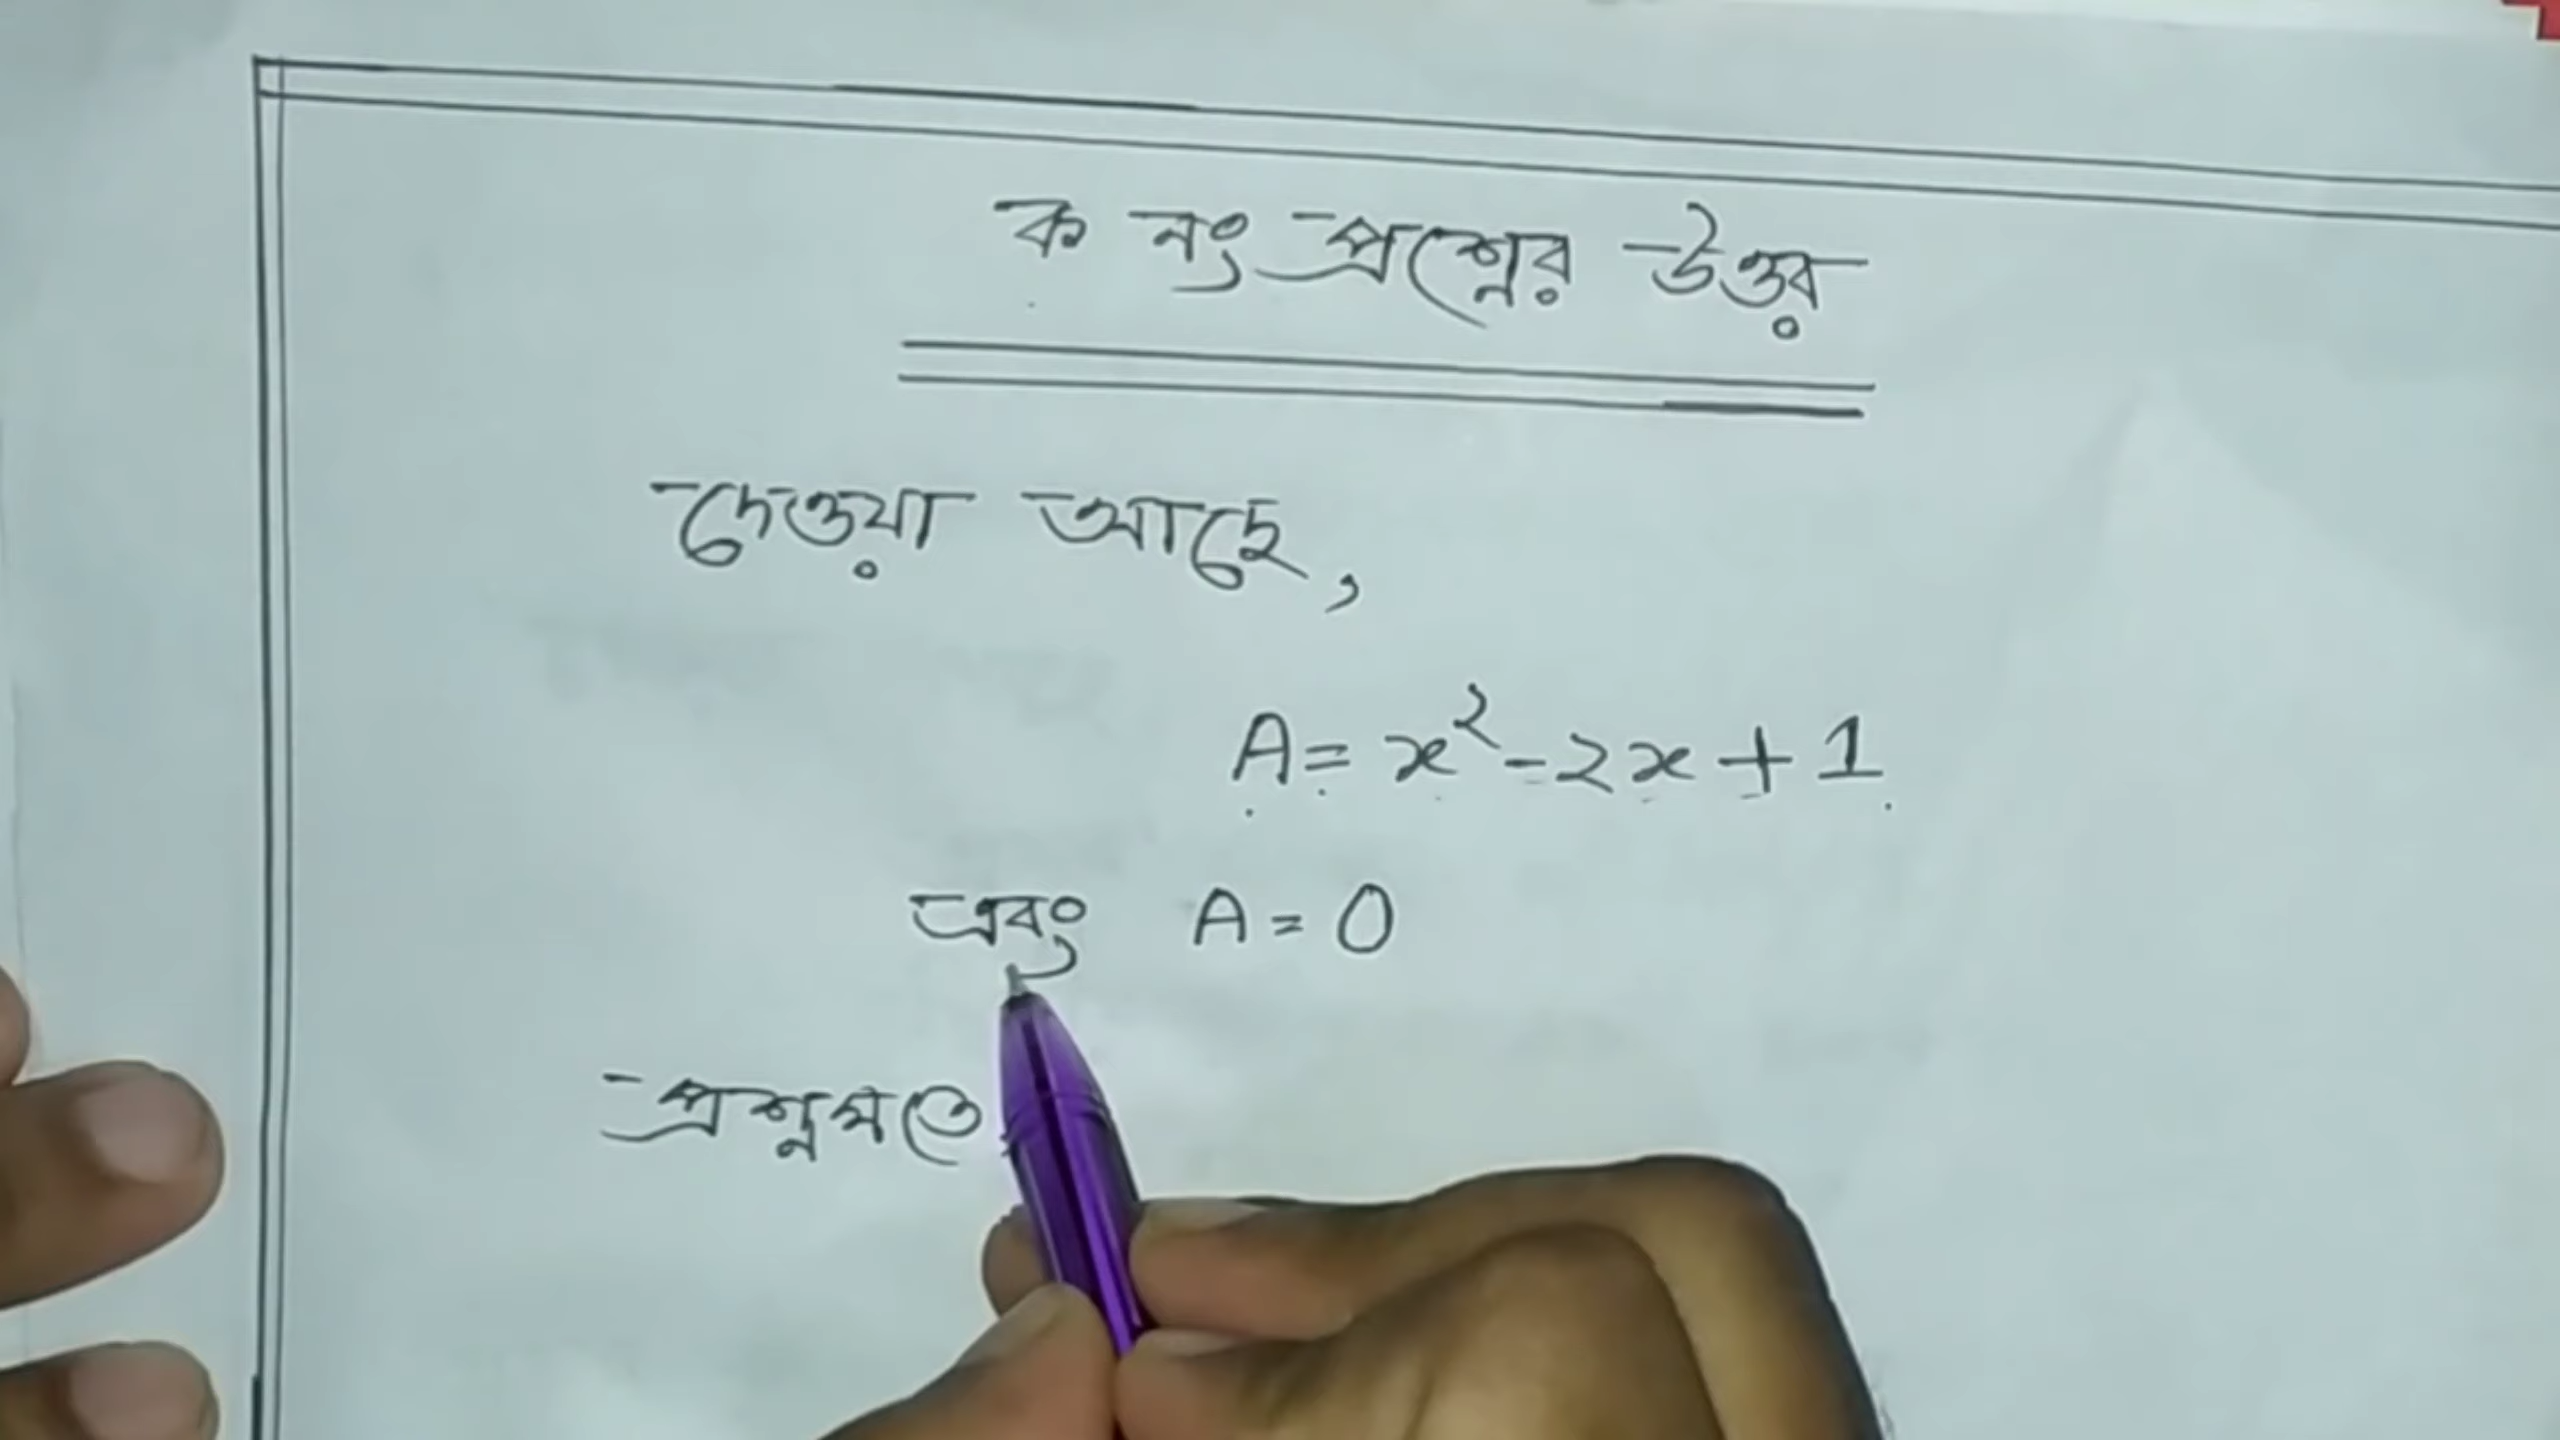 ক নং প্রশ্নের উত্তর
দেওয়া আছে,
A = x² - 2x + 1
এবং A = 0
প্রশ্নমতে